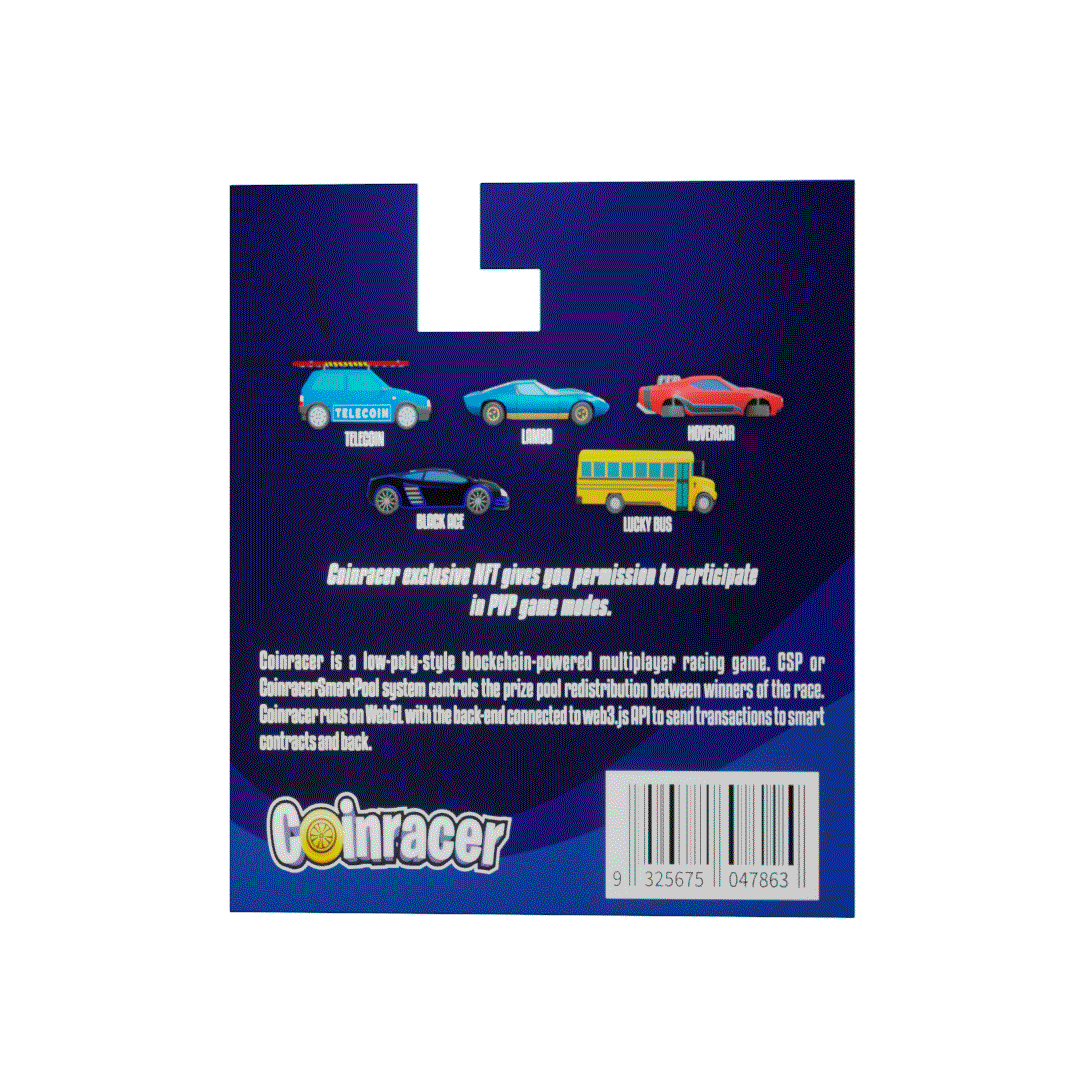 TELECOIN
TELECOIN
LAMBO
HOVERCAR
BLACK ACE
LUCKY BUS
Coinracer exclusive NFT gives you permission to participate
in PVP game modes.
Coinracer is a low-poly-style blockchain-powered multiplayer racing game. CSP or
CoinracerSmartPool system controls the prize pool redistribution between winners of the race.
Coinracer runs on WebGL with the back-end connected to web3.js API to send transactions to smart
contracts and back.
Coinracer
9 325675 047863